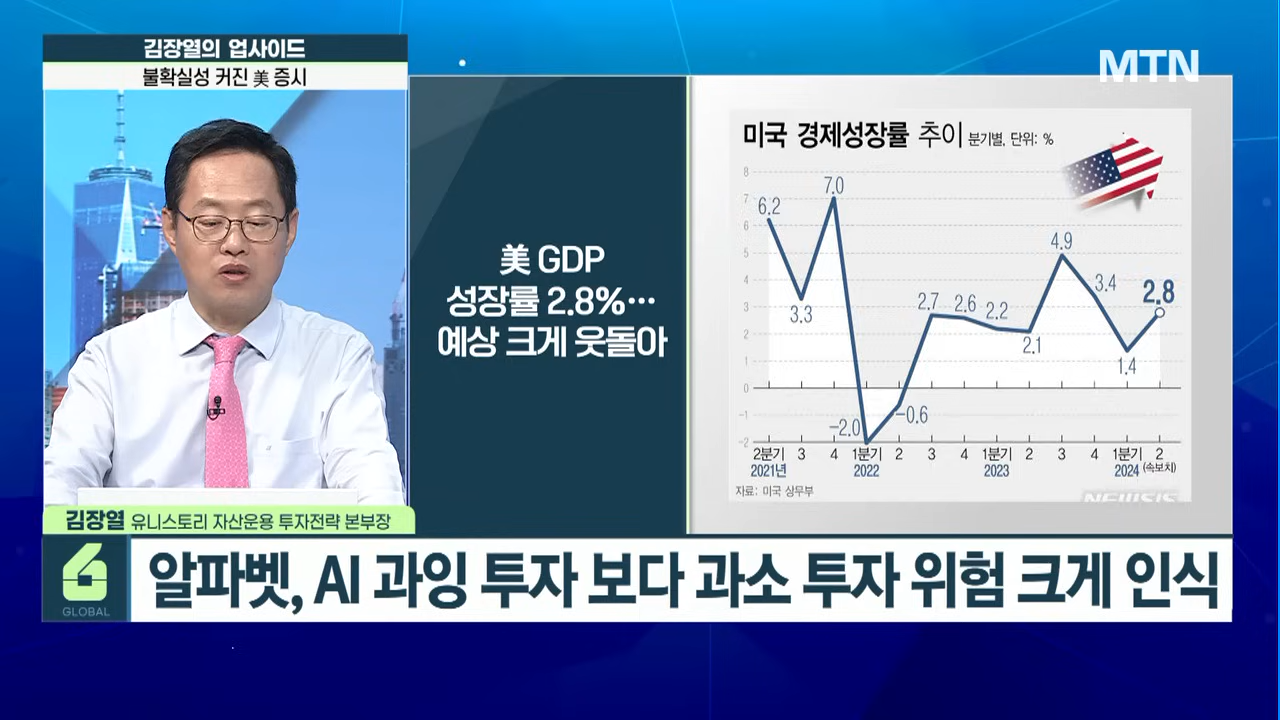 김장열의 업사이드
불확실성 커진 美 증시
MTN
美 GDP
성장률 2.8%…
예상 크게 웃돌아
미국 경제성장률 추이 분기별, 단위: %
8
7
6
5
4
3
2
1
0
-1
-2
6.2
3.3
7.0
-2.0
-0.6
2.7
2.6
2.2
2.1
4.9
3.4
1.4
2.8
2분기 3 4 1분기 2 3 4 1분기 2 3 4 1분기 2
2021년 2022 2023 2024 (속보치)
자료: 미국 상무부
NEWSIS
김장열 유니스토리 자산운용 투자전략 본부장
6
GLOBAL
알파벳, AI 과잉 투자 보다 과소 투자 위험 크게 인식